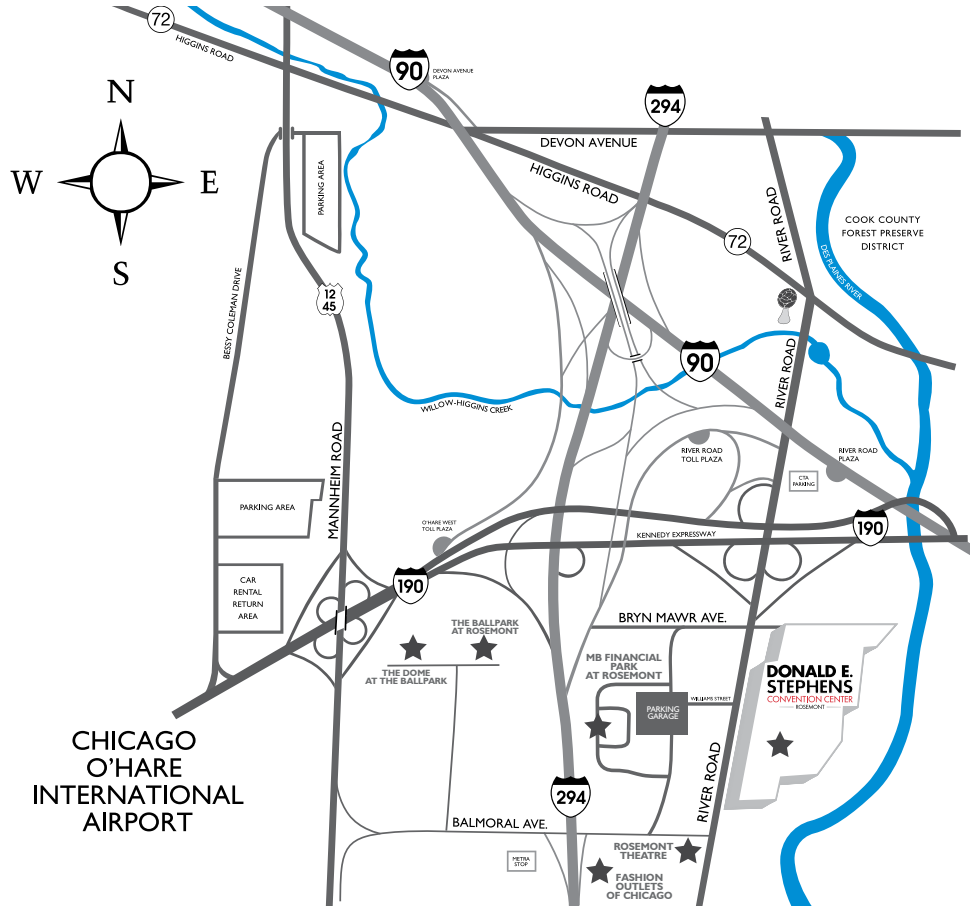 72
HIGGINS ROAD
90
DEVON AVENUE
PLAZA
294
DEVON AVENUE
HIGGINS ROAD
N
W
E
S
PARKING AREA
RIVER ROAD
72
COOK COUNTY
FOREST PRESERVE
DISTRICT
DES PLAINES RIVER
BESSY COLEMAN DRIVE
12
45
90
RIVER ROAD
WILLOW-HIGGINS CREEK
MANNHEIM ROAD
RIVER ROAD
TOLL PLAZA
RIVER ROAD
PLAZA
CTA
PARKING
PARKING AREA
O'HARE WEST
TOLL PLAZA
KENNEDY EXPRESSWAY
190
190
CAR
RENTAL
RETURN
AREA
BRYN MAWR AVE.
THE BALLPARK
AT ROSEMONT
THE DOME
AT THE BALLPARK
MB FINANCIAL
PARK
AT ROSEMONT
DONALD E.
STEPHENS
CONVENTION CENTER
ROSEMONT
WILLIAMS STREET
PARKING
GARAGE
RIVER ROAD
CHICAGO
O'HARE
INTERNATIONAL
AIRPORT
294
BALMORAL AVE.
METRA
STOP
ROSEMONT
THEATRE
FASHION
OUTLETS
OF CHICAGO